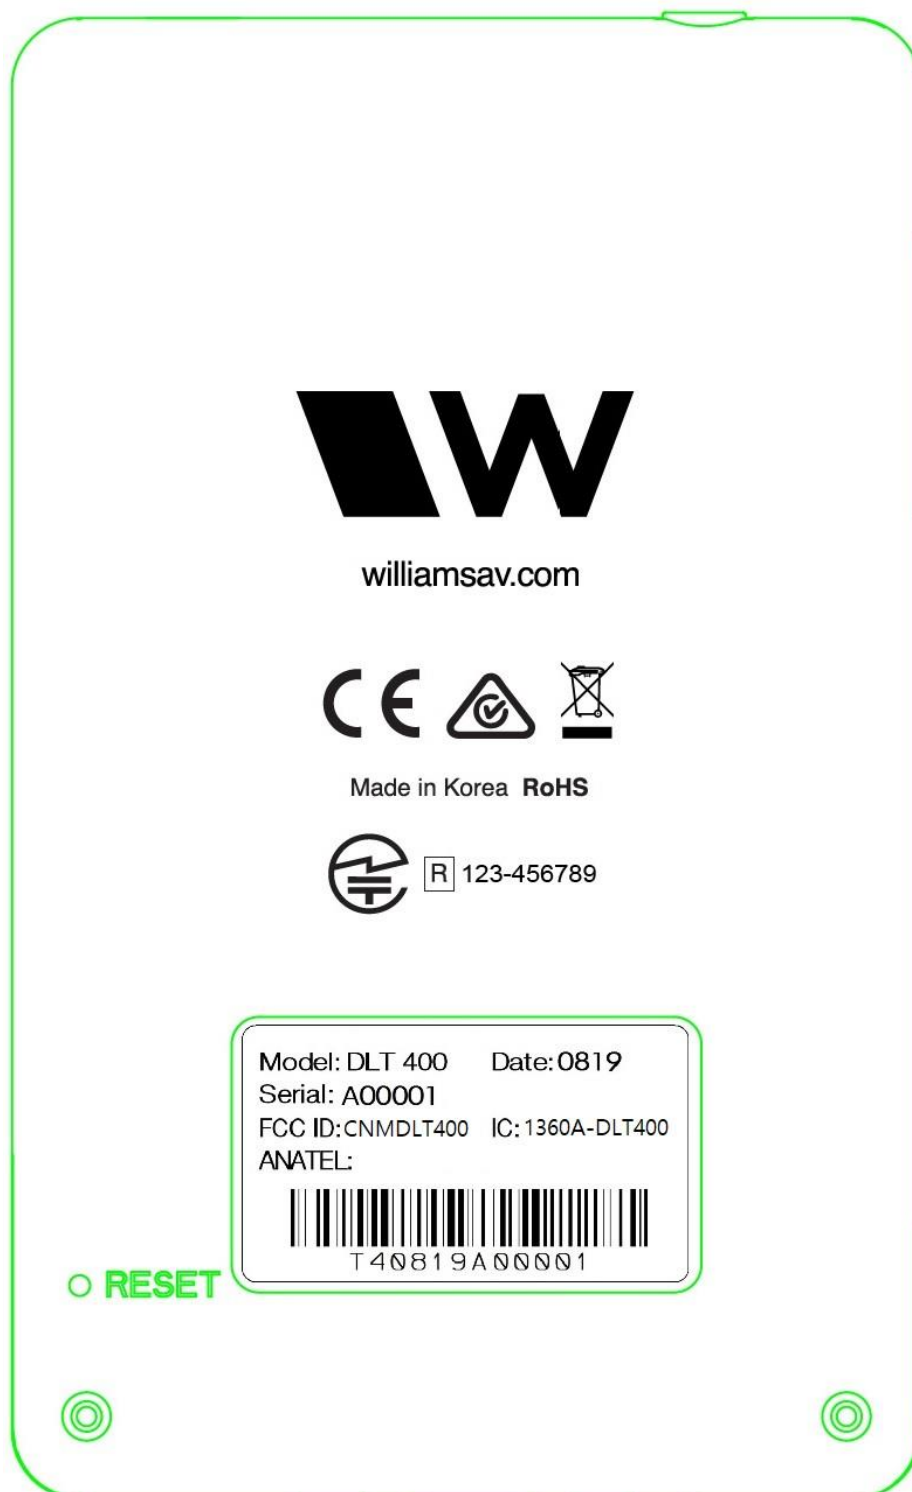 W
williamsav.com
CE
Made in Korea RoHS
R 123-456789
Model: DLT 400 Date: 0819
Serial: A00001
FCC ID: CNMDLT400 IC: 1360A-DLT400
ANATEL:
T40819A00001
RESET